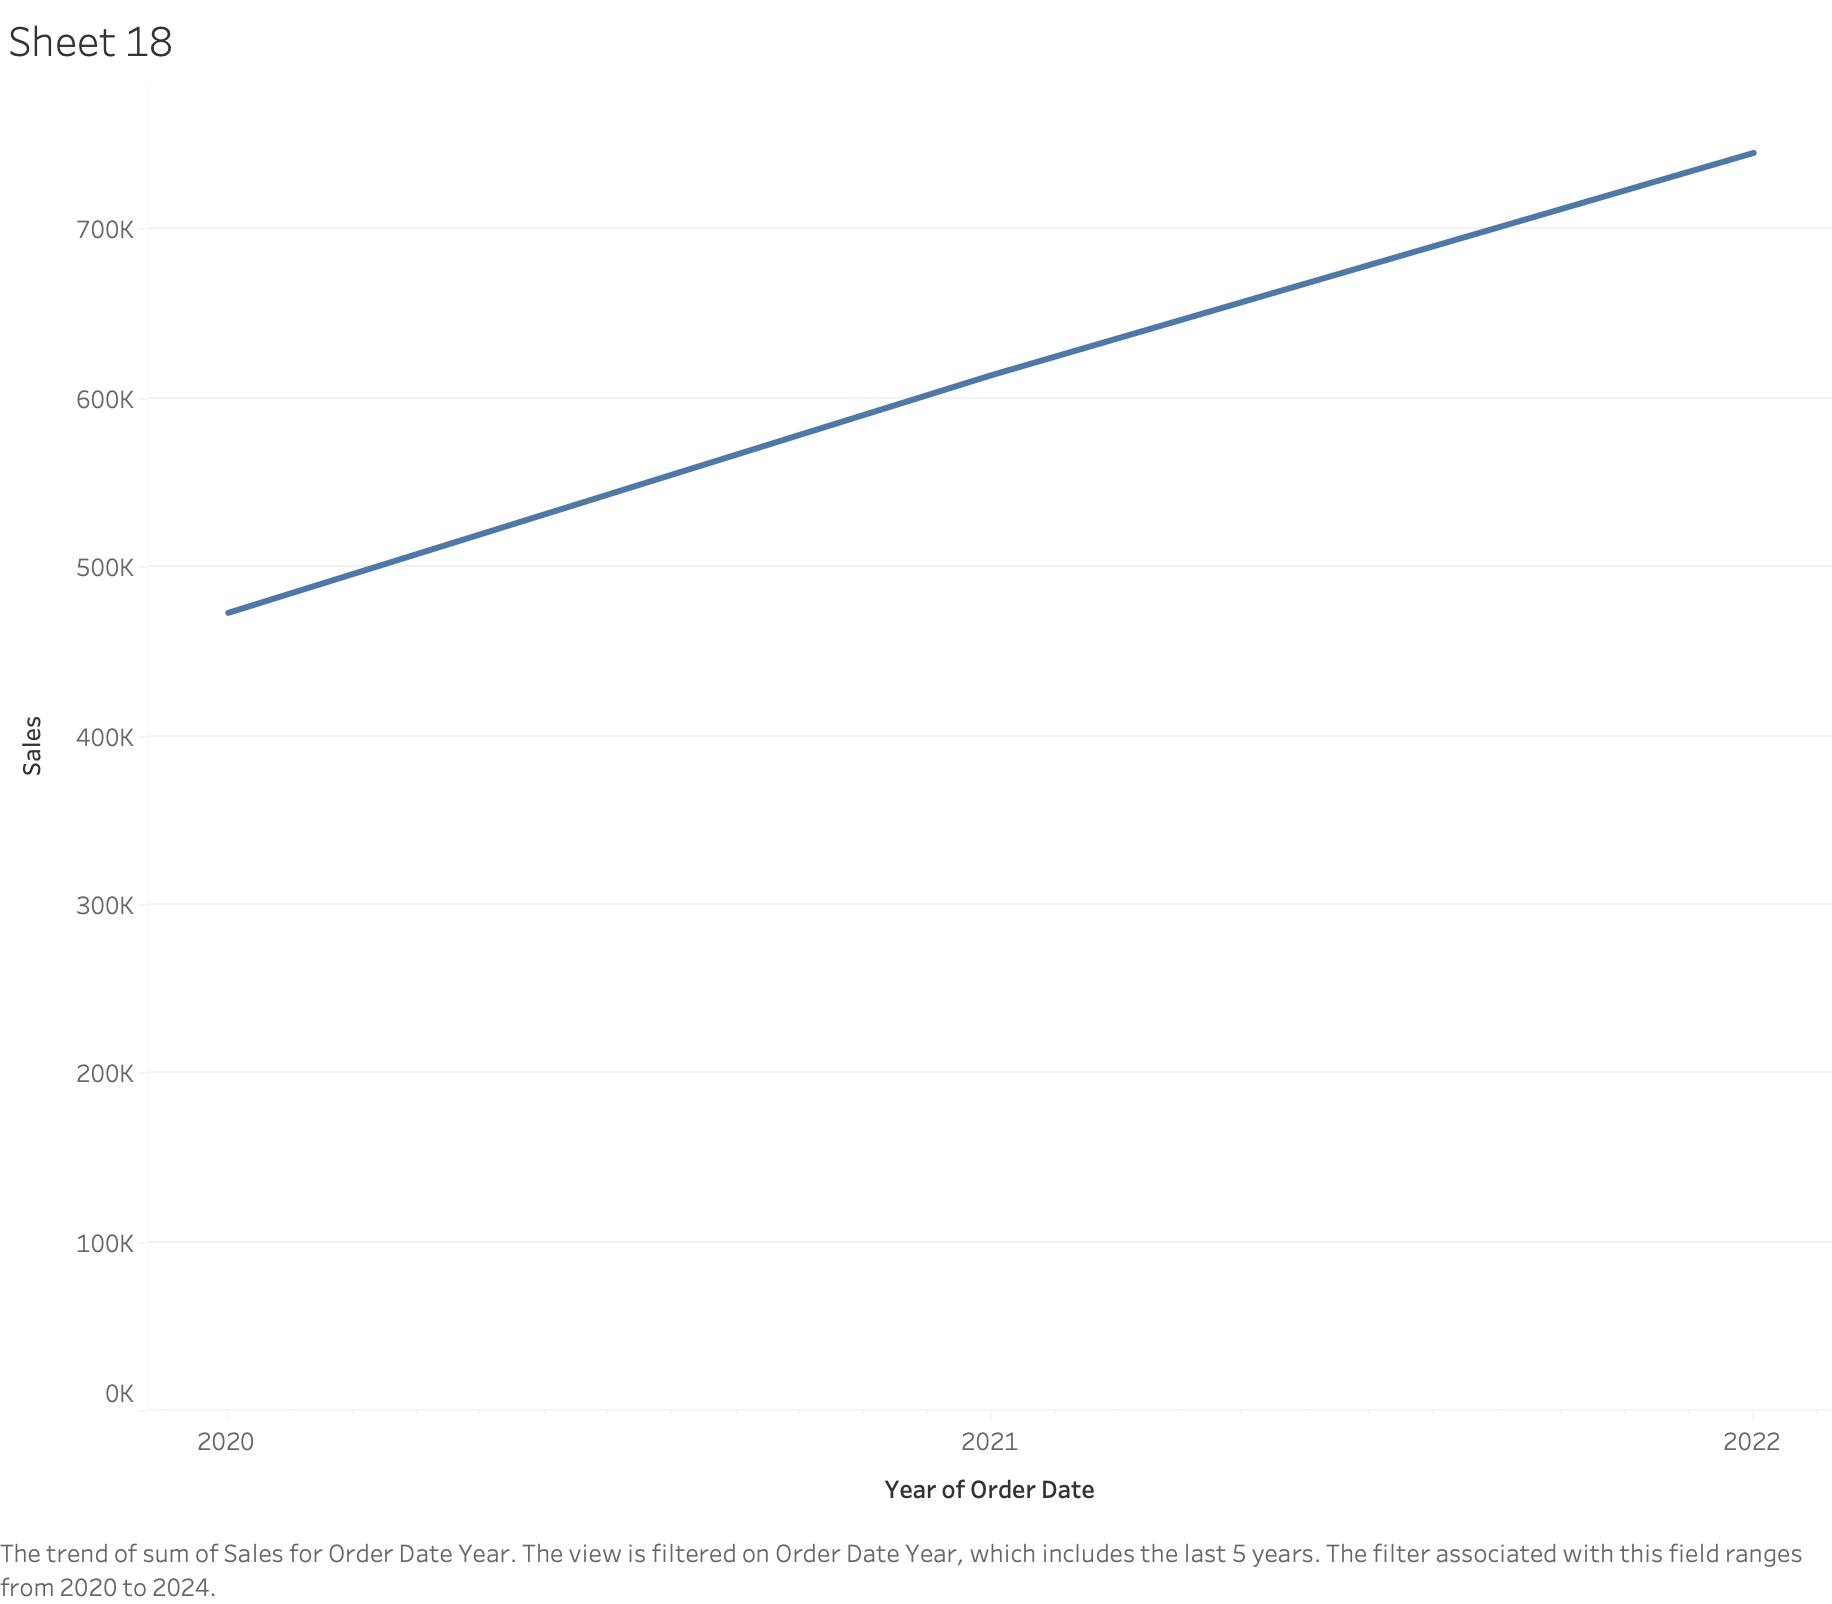 Sheet 18
700K
600K
500K
400K
300K
200K
100K
0K
Sales
2020 2021 2022
Year of Order Date
The trend of sum of Sales for Order Date Year. The view is filtered on Order Date Year, which includes the last 5 years. The filter associated with this field ranges
from 2020 to 2024.